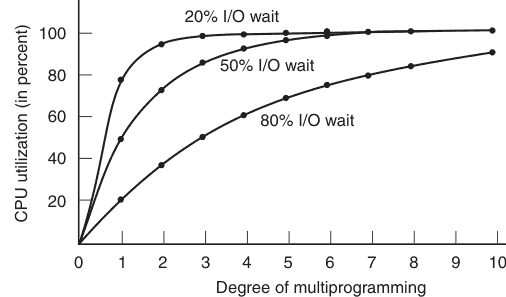 20% I/O wait
100
50% I/O wait
80
80% I/O wait
60
40
20
CPU utilization (in percent)
0 1 2 3 4 5 6 7 8 9 10
Degree of multiprogramming